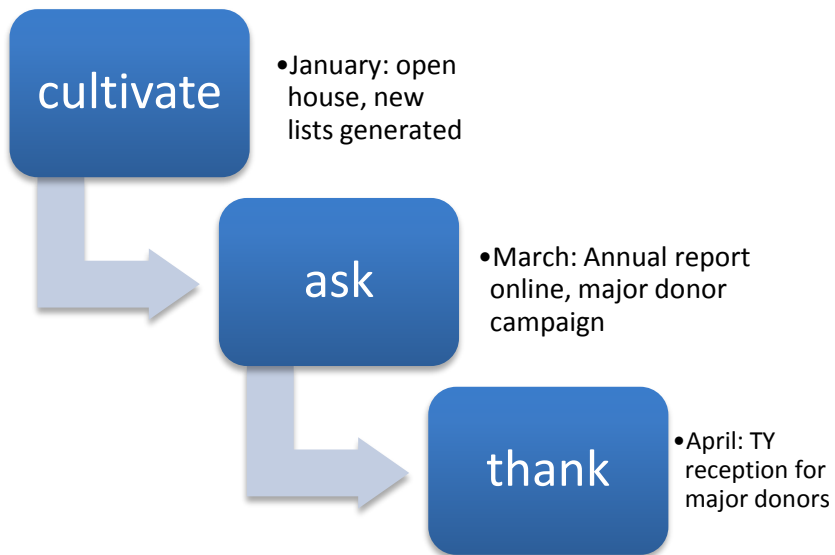 cultivate
•January: open
house, new
lists generated
ask
•March: Annual report
online, major donor
campaign
thank
•April: TY
reception for
major donors